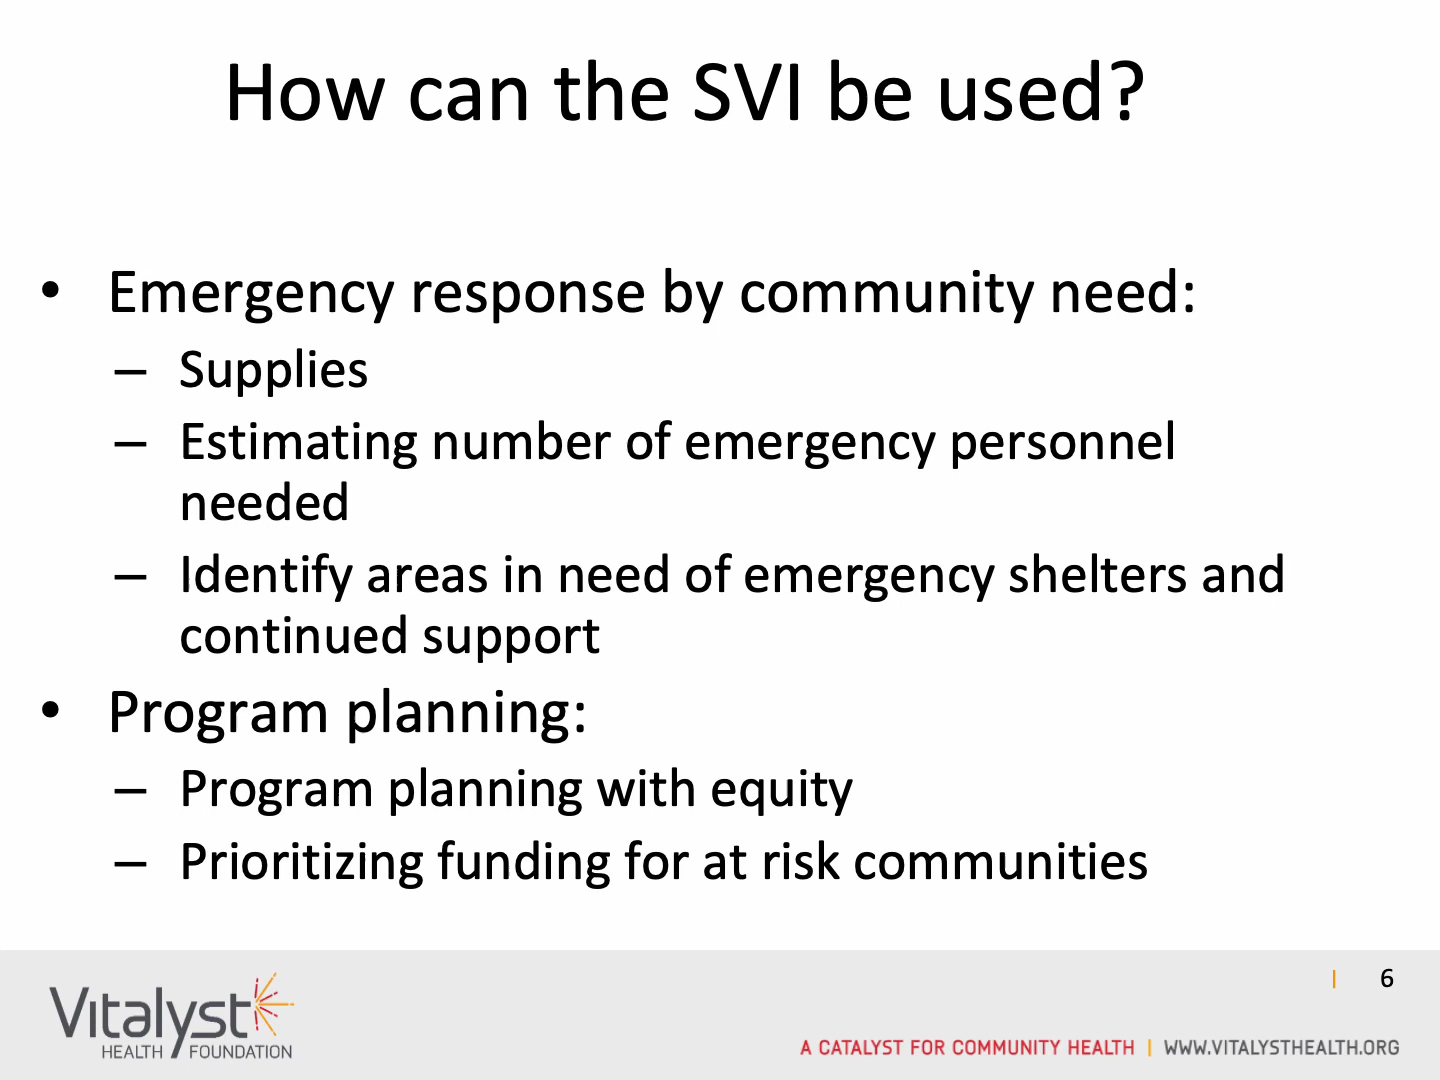 How can the SVI be used?
• Emergency response by community need:
– Supplies
– Estimating number of emergency personnel
needed
– Identify areas in need of emergency shelters and
continued support
• Program planning:
– Program planning with equity
– Prioritizing funding for at risk communities
| 6
Vitalyst
HEALTH FOUNDATION
A CATALYST FOR COMMUNITY HEALTH | WWW.VITALYSTHEALTH.ORG